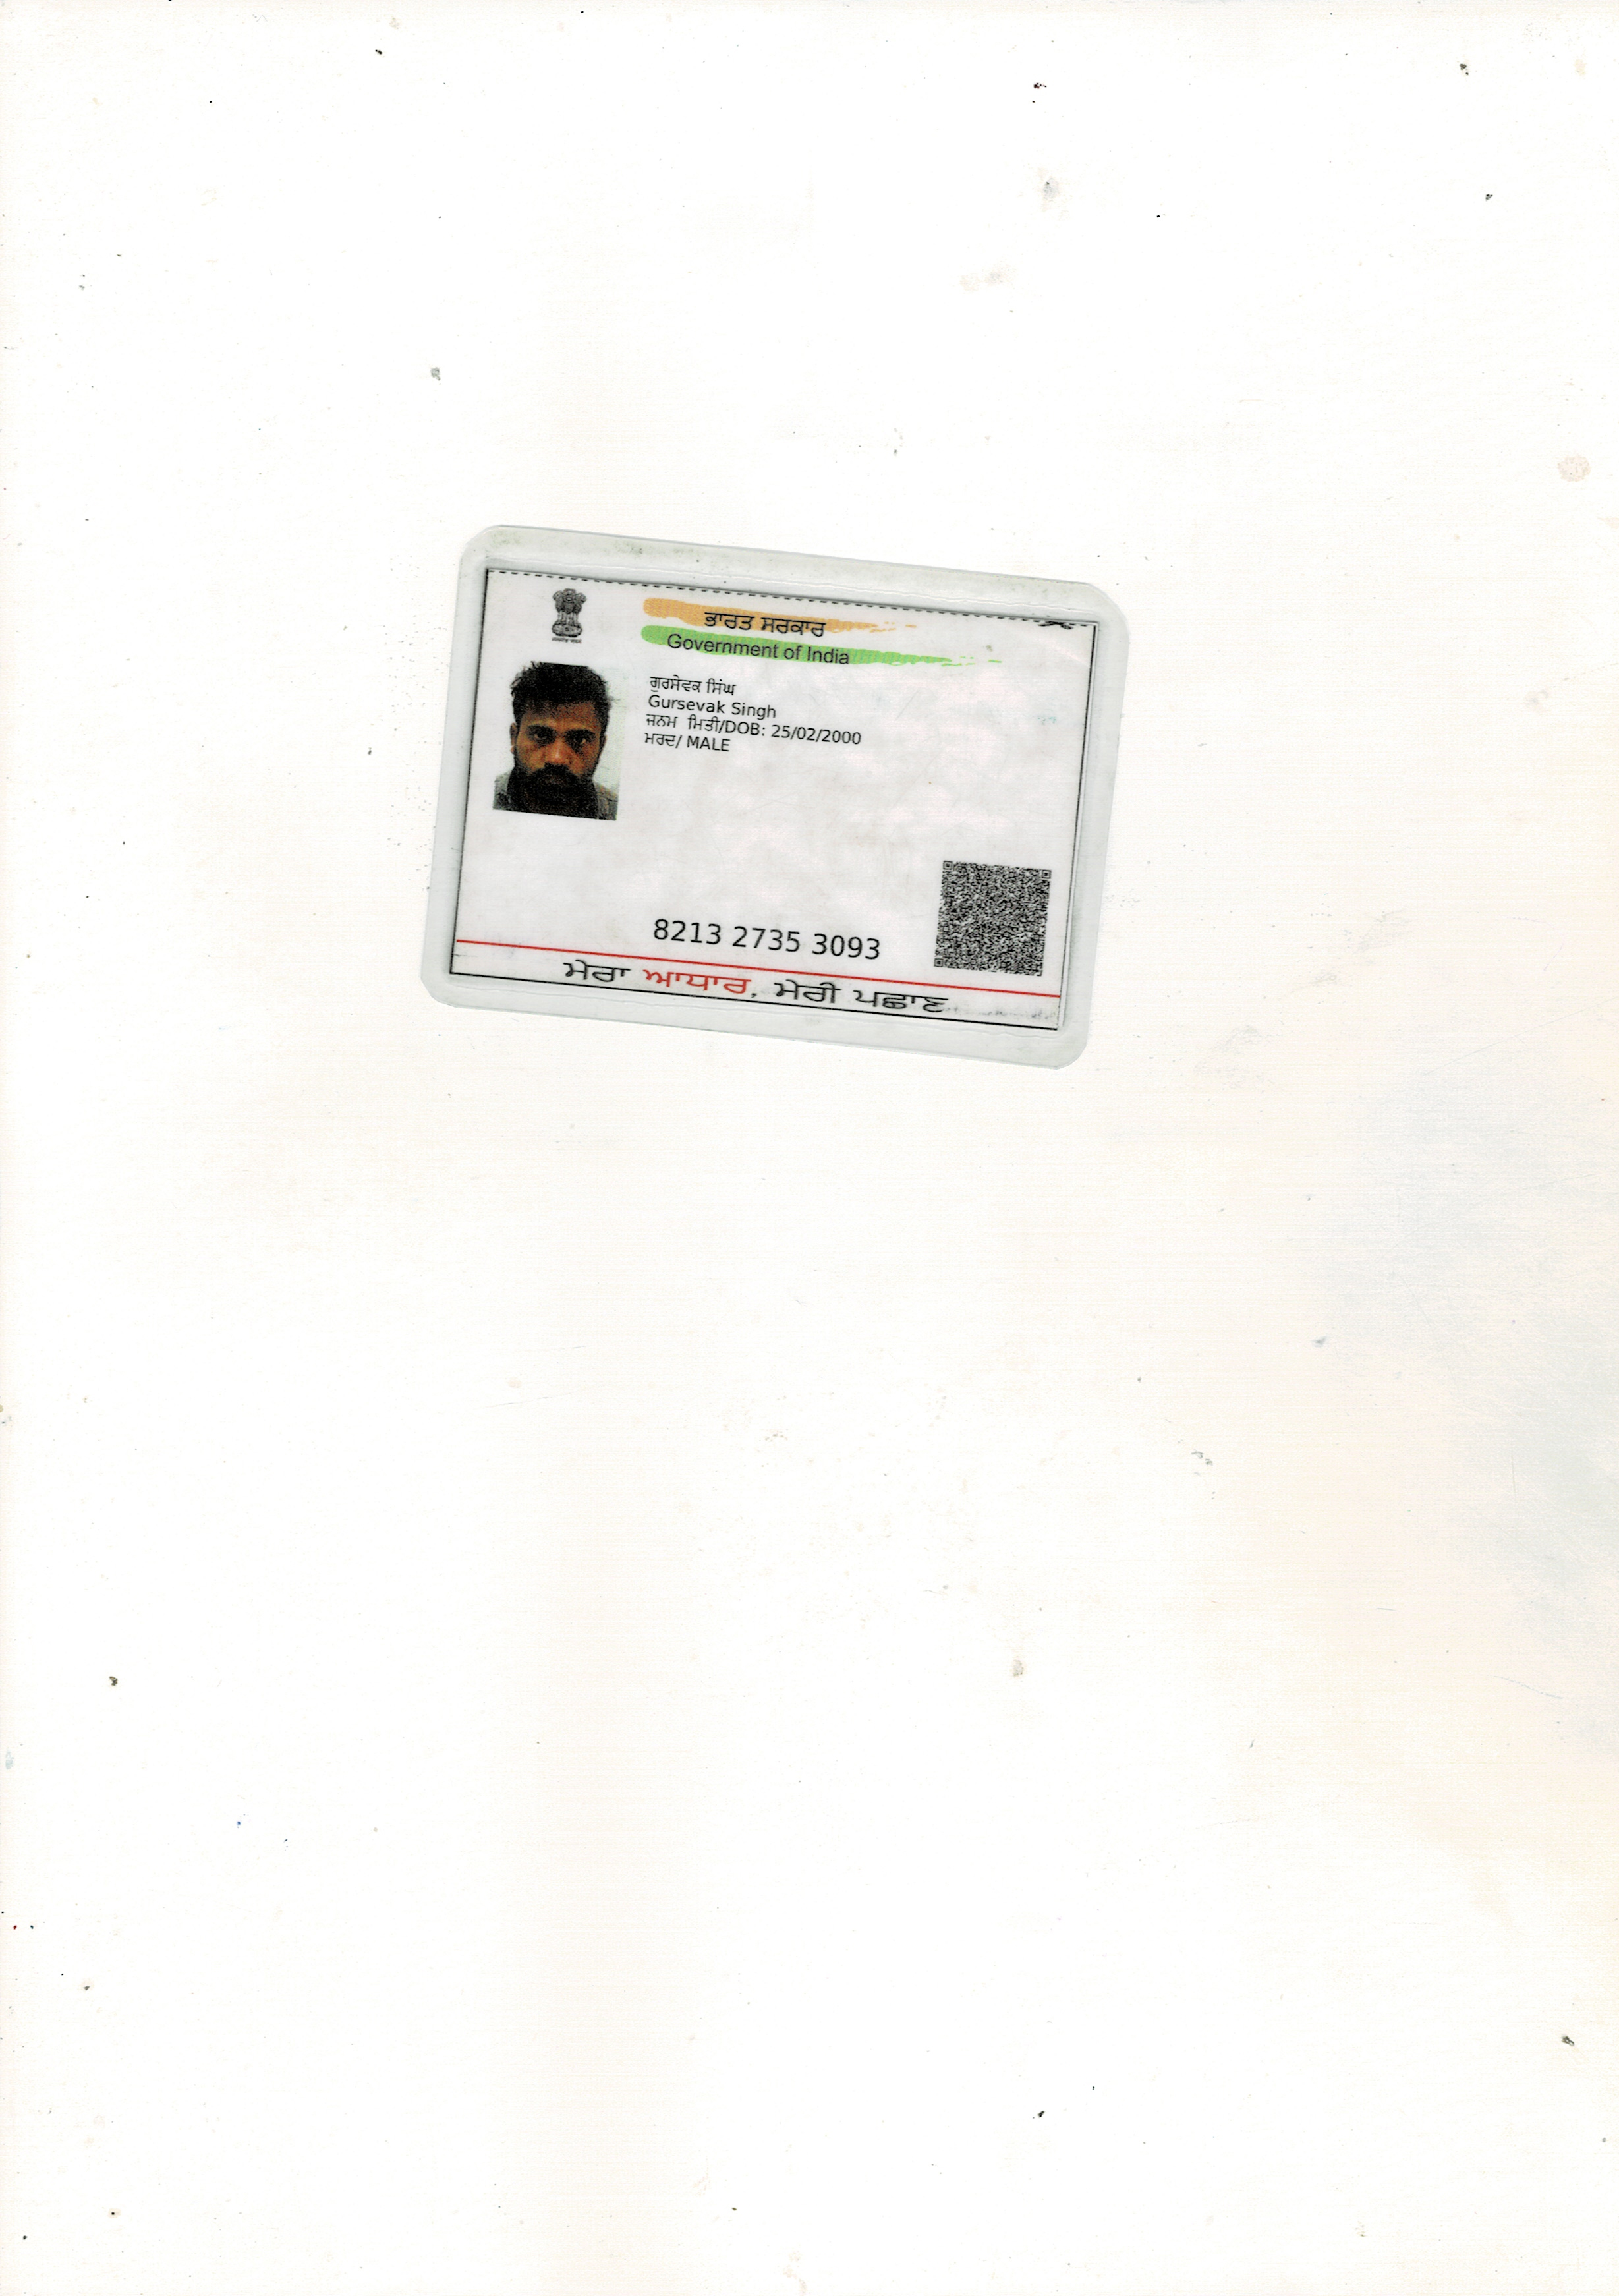 ਭਾਰਤ ਸਰਕਾਰ
Government of India
ਗੁਰਸੇਵਕ ਸਿੰਘ
Gursevak Singh
ਜਨਮ ਮਿਤੀ/DOB: 25/02/2000
ਮਰਦ/ MALE
8213 2735 3093
ਮੇਰਾ ਆਧਾਰ, ਮੇਰੀ ਪਛਾਣ